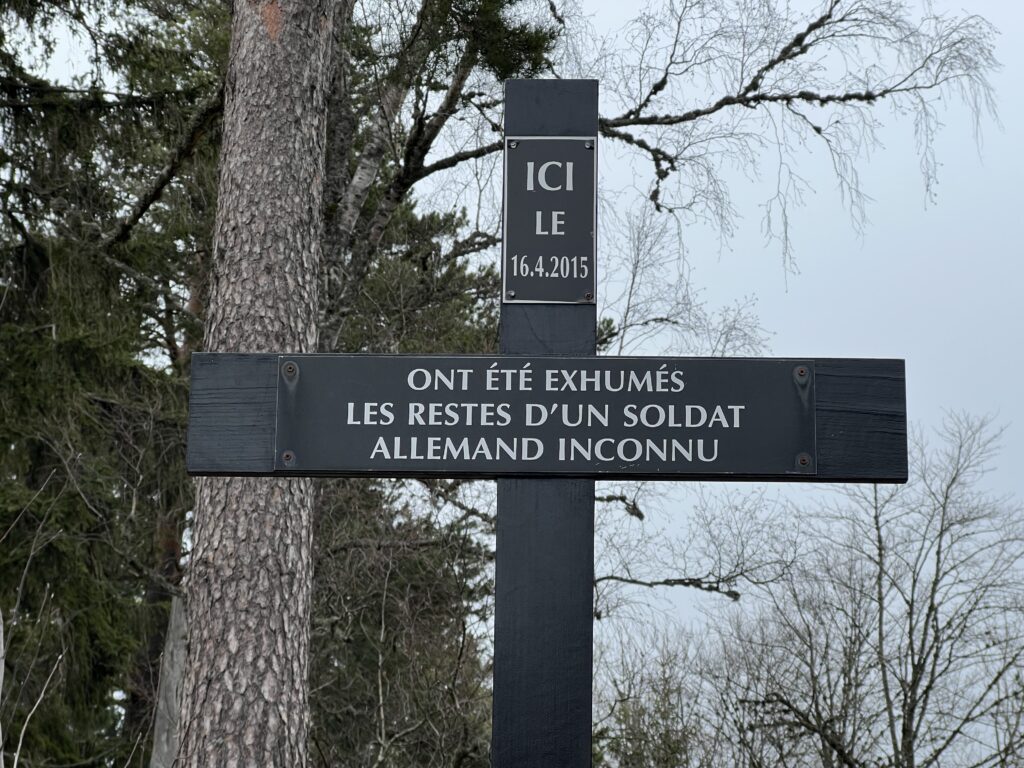 ICI
LE
16.4.2015
ONT ÉTÉ EXHUMÉS
LES RESTES D'UN SOLDAT
ALLEMAND INCONNU